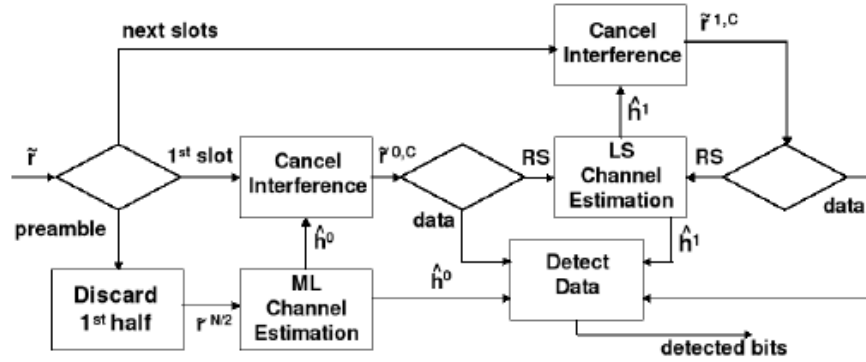 next slots
Cancel
Interference
r̃ 1,C
ĥ1
r̃
1st slot
Cancel
Interference
r̃ 0,C
RS
LS
Channel
Estimation
RS
data
data
preamble
ĥ0
ĥ1
Discard
1st half
r̃ N/2
ML
Channel
Estimation
ĥ0
Detect
Data
detected bits